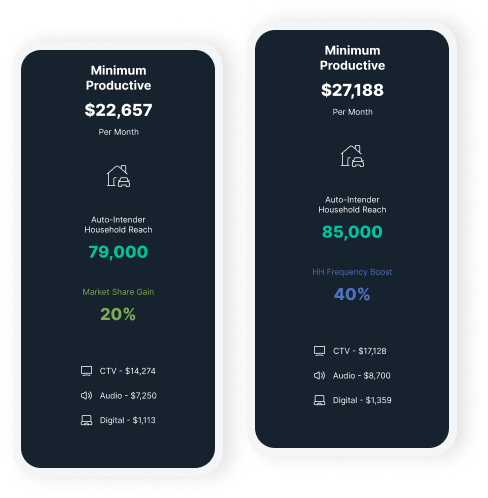 Minimum
Productive
$22,657
Per Month
Auto-Intender
Household Reach
79,000
Market Share Gain
20%
CTV - $14,274
Audio - $7,250
Digital - $1,113
Minimum
Productive
$27,188
Per Month
Auto-Intender
Household Reach
85,000
HH Frequency Boost
40%
CTV - $17,128
Audio - $8,700
Digital - $1,359